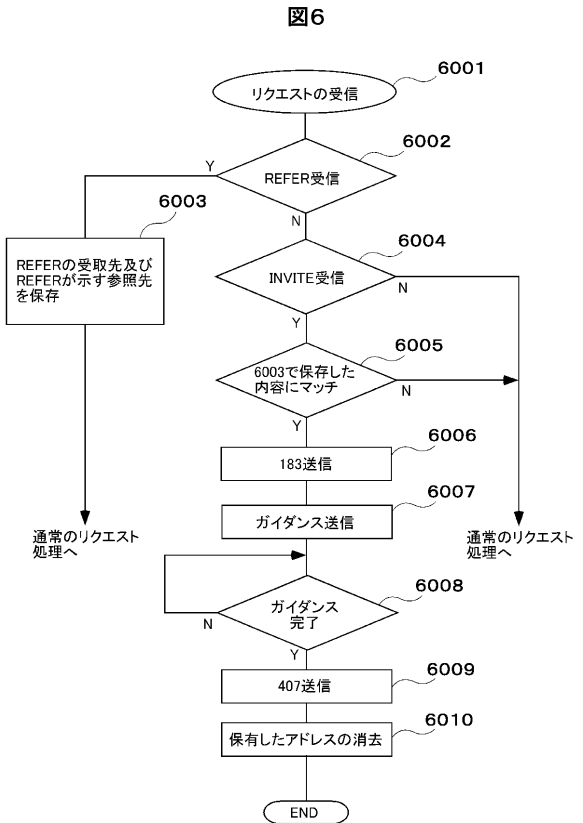 図6
6001
リクエストの受信
6002
Y
REFER受信
6003
N
REFERの受取先及び
REFERが示す参照先
を保存
6004
INVITE受信
N
Y
6005
6003で保存した
内容にマッチ
N
Y
6006
183送信
6007
ガイダンス送信
通常のリクエスト
処理へ
通常のリクエスト
処理へ
6008
ガイダンス
完了
N
Y
6009
407送信
6010
保有したアドレスの消去
END